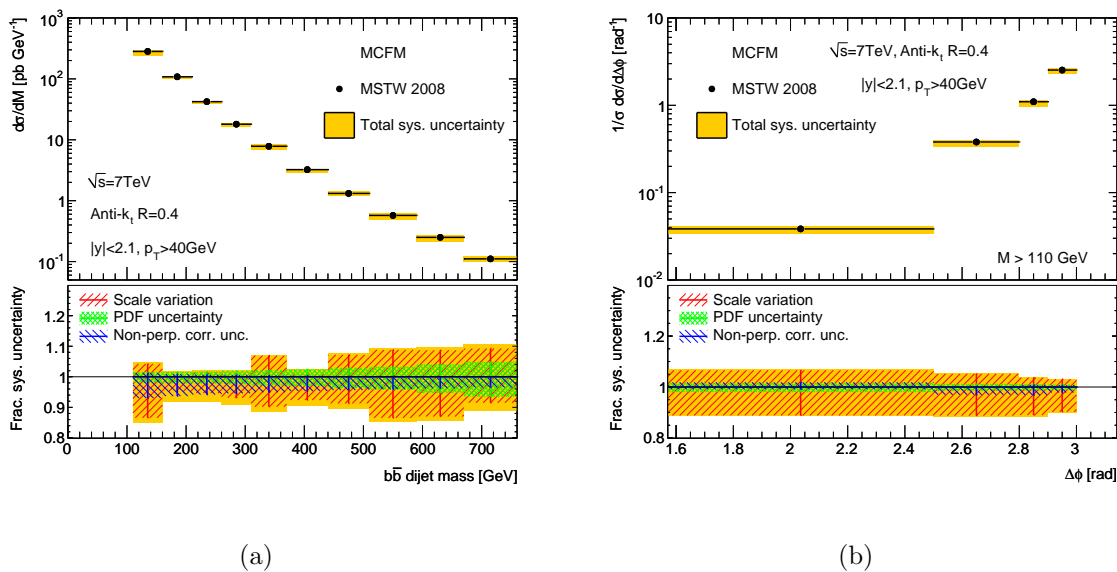 dσ/dM [pb GeV⁻¹]
10³
10²
10
1
10⁻¹
MCFM
MSTW 2008
Total sys. uncertainty
√s=7TeV
Anti-kₜ R=0.4
|y|<2.1, p_T>40GeV
Frac. sys. uncertainty
1.2
1.1
1
0.9
0.8
Scale variation
PDF uncertainty
Non-perp. corr. unc.
0 100 200 300 400 500 600 700
bb̄ dijet mass [GeV]
(a)
1/σ dσ/dΔϕ [rad⁻¹]
10
1
10⁻¹
10⁻²
MCFM
MSTW 2008
Total sys. uncertainty
√s=7TeV, Anti-kₜ R=0.4
|y|<2.1, p_T>40GeV
M > 110 GeV
Frac. sys. uncertainty
1.2
1
0.8
Scale variation
PDF uncertainty
Non-perp. corr. unc.
1.6 1.8 2 2.2 2.4 2.6 2.8 3
Δϕ [rad]
(b)